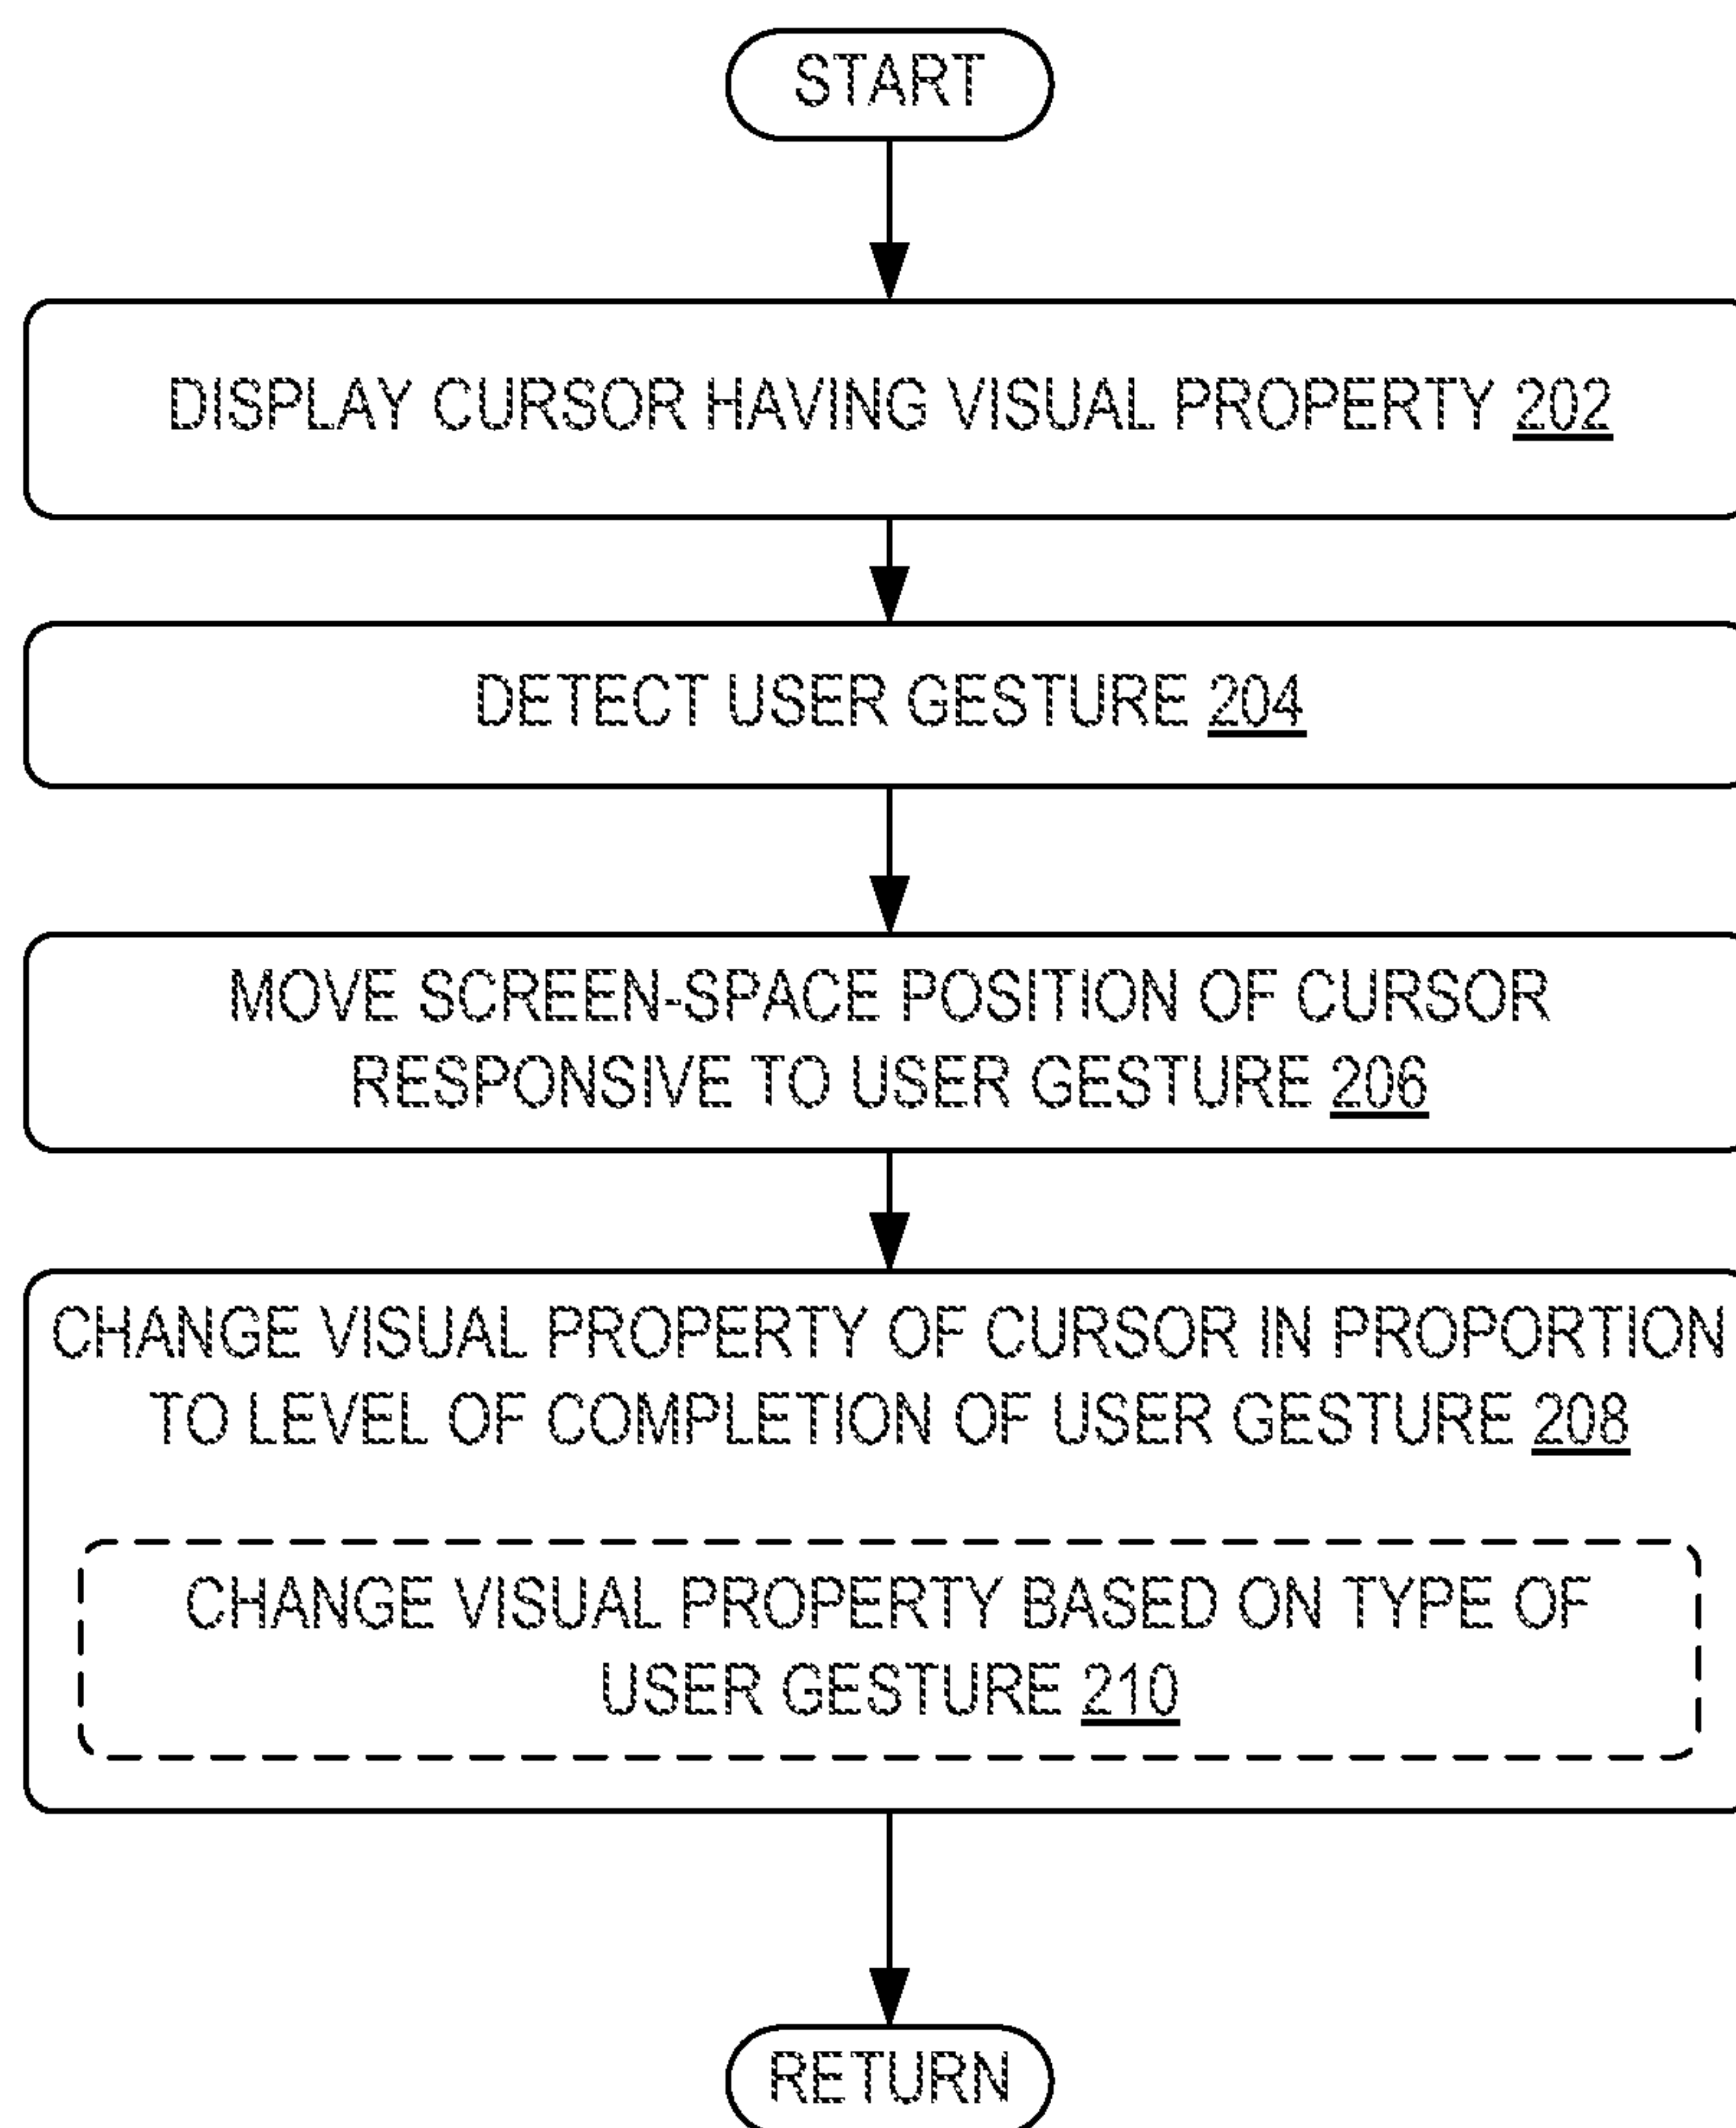 START
DISPLAY CURSOR HAVING VISUAL PROPERTY 202
DETECT USER GESTURE 204
MOVE SCREEN-SPACE POSITION OF CURSOR
RESPONSIVE TO USER GESTURE 206
CHANGE VISUAL PROPERTY OF CURSOR IN PROPORTION
TO LEVEL OF COMPLETION OF USER GESTURE 208
CHANGE VISUAL PROPERTY BASED ON TYPE OF
USER GESTURE 210
RETURN